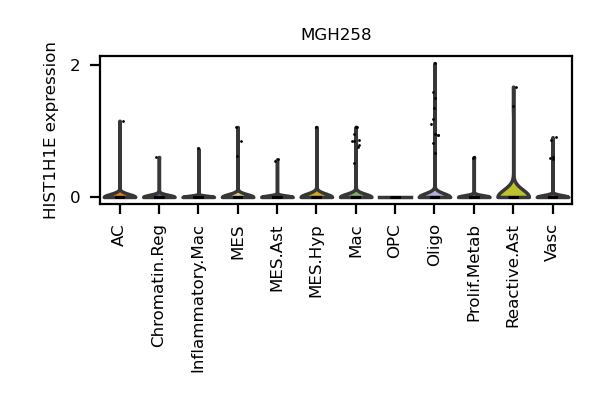 MGH258
HIST1H1E expression
2
0
AC
Chromatin.Reg
Inflammatory.Mac
MES
MES.Ast
MES.Hyp
Mac
OPC
Oligo
Prolif.Metab
Reactive.Ast
Vasc